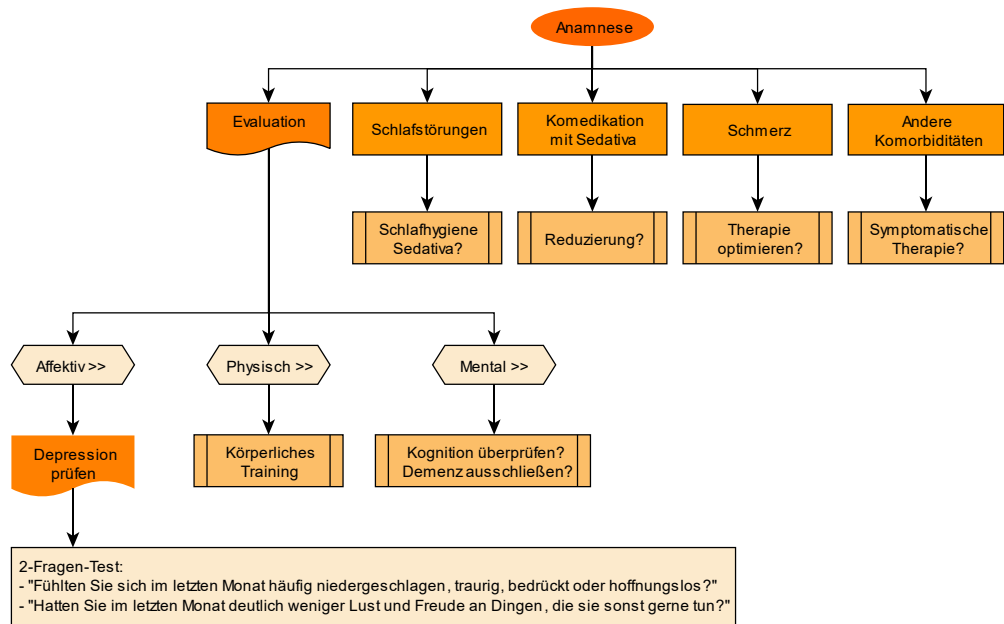 Anamnese
Evaluation
Schlafstörungen
Komedikation
mit Sedativa
Schmerz
Andere
Komorbiditäten
Schlafhygiene
Sedativa?
Reduzierung?
Therapie
optimieren?
Symptomatische
Therapie?
Affektiv >>
Physisch >>
Mental >>
Depression
prüfen
Körperliches
Training
Kognition überprüfen?
Demenz ausschließen?
2-Fragen-Test:
- "Fühlten Sie sich im letzten Monat häufig niedergeschlagen, traurig, bedrückt oder hoffnungslos?"
- "Hatten Sie im letzten Monat deutlich weniger Lust und Freude an Dingen, die sie sonst gerne tun?"